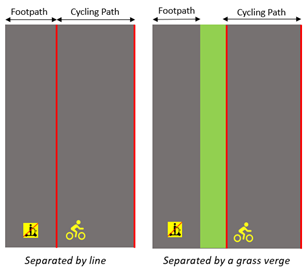 Footpath
Cycling Path
Footpath
Cycling Path
Separated by line
Separated by a grass verge